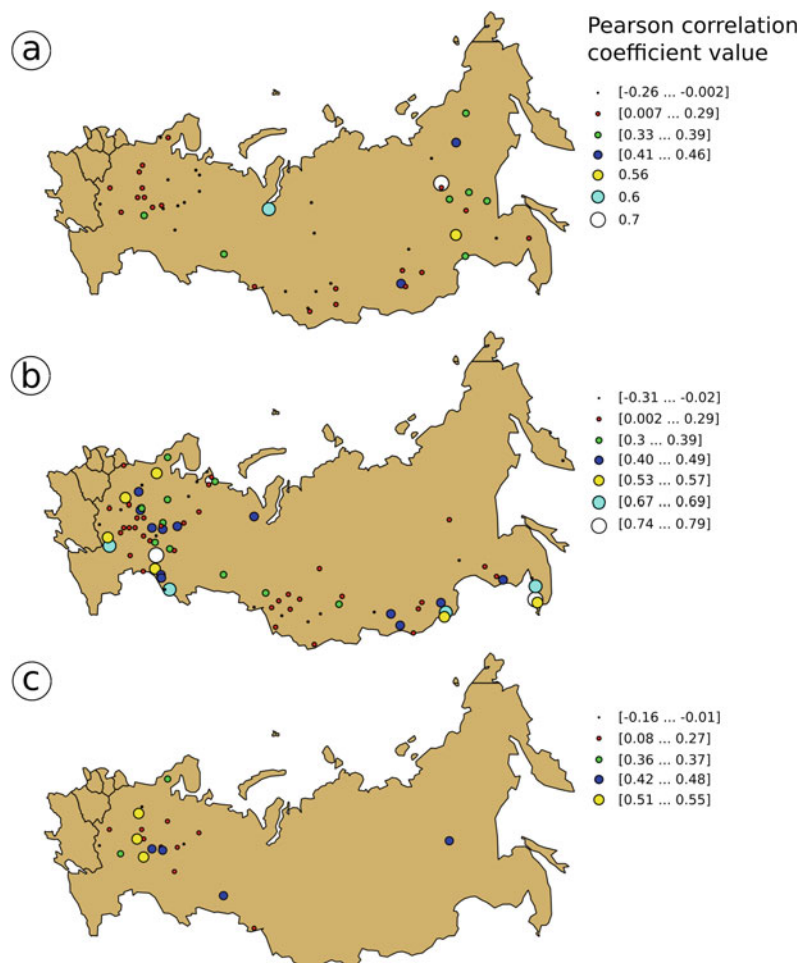 Pearson correlation
coefficient value
a
[-0.26 ... -0.002]
[0.007 ... 0.29]
[0.33 ... 0.39]
[0.41 ... 0.46]
0.56
0.6
0.7
b
[-0.31 ... -0.02]
[0.002 ... 0.29]
[0.3 ... 0.39]
[0.40 ... 0.49]
[0.53 ... 0.57]
[0.67 ... 0.69]
[0.74 ... 0.79]
c
[-0.16 ... -0.01]
[0.08 ... 0.27]
[0.36 ... 0.37]
[0.42 ... 0.48]
[0.51 ... 0.55]